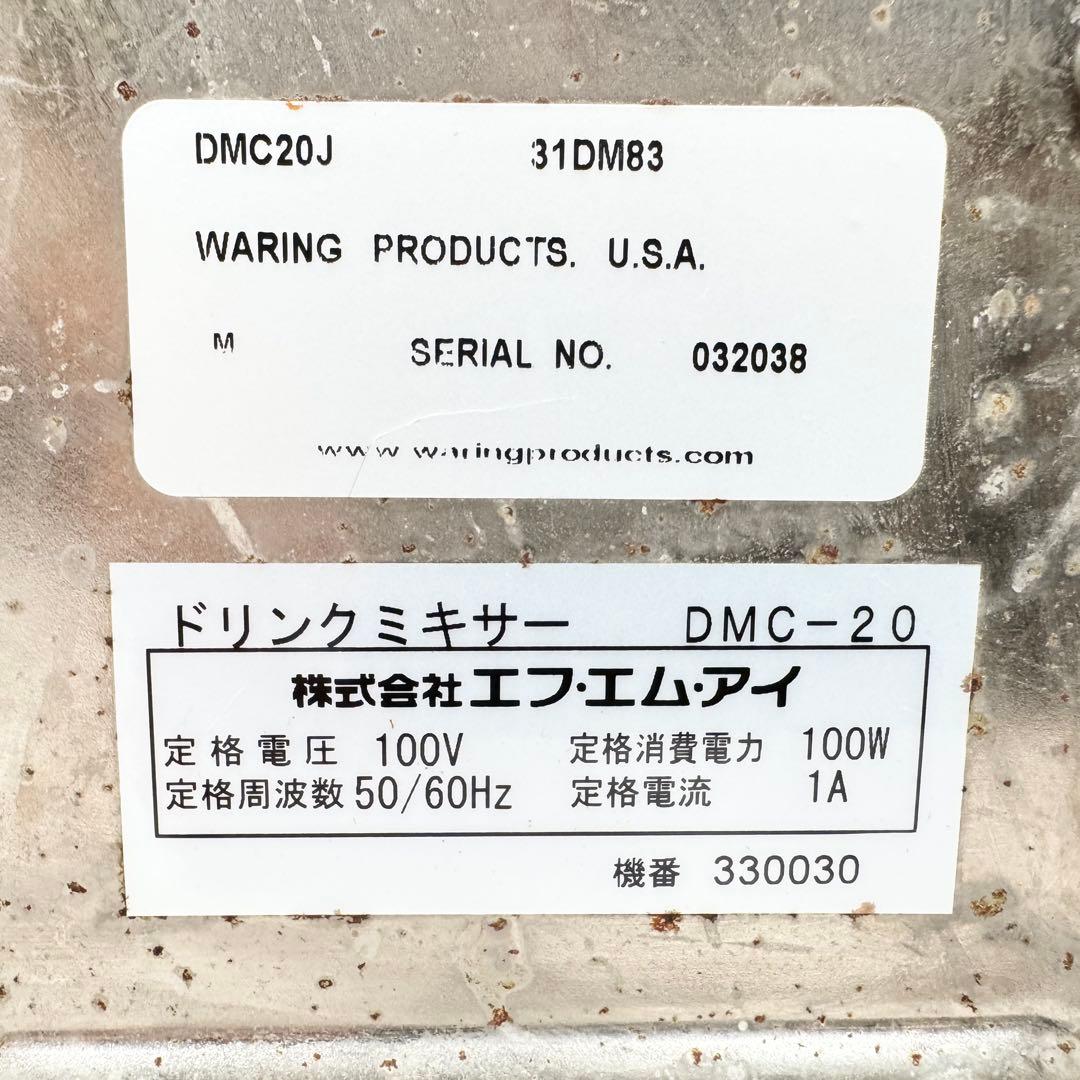 DMC20J 31DM83
WARING PRODUCTS. U.S.A.
M SERIAL NO. 032038
www.waringproducts.com
ドリンクミキサー DMC-20
株式会社エフ・エム・アイ
定格電圧 100V 定格消費電力 100W
定格周波数 50/60Hz 定格電流 1A
機番 330030